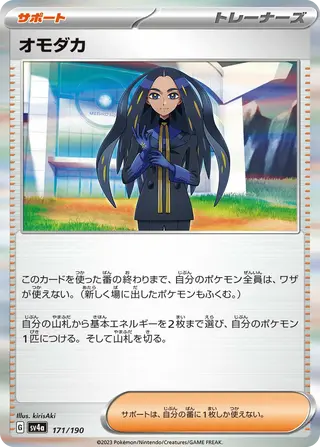 サポート
トレーナーズ
オモダカ
このカードを使った番の終わりまで、自分のポケモン全員は、ワザ
が使えない。（新しく場に出したポケモンもふくむ。）
自分の山札から基本エネルギーを2枚まで選び、自分のポケモン
1匹につける。そして山札を切る。
Illus. kirisAki
G sv4a 171/190
サポートは、自分の番に1枚しか使えない。
©2023 Pokémon/Nintendo/Creatures/GAME FREAK.